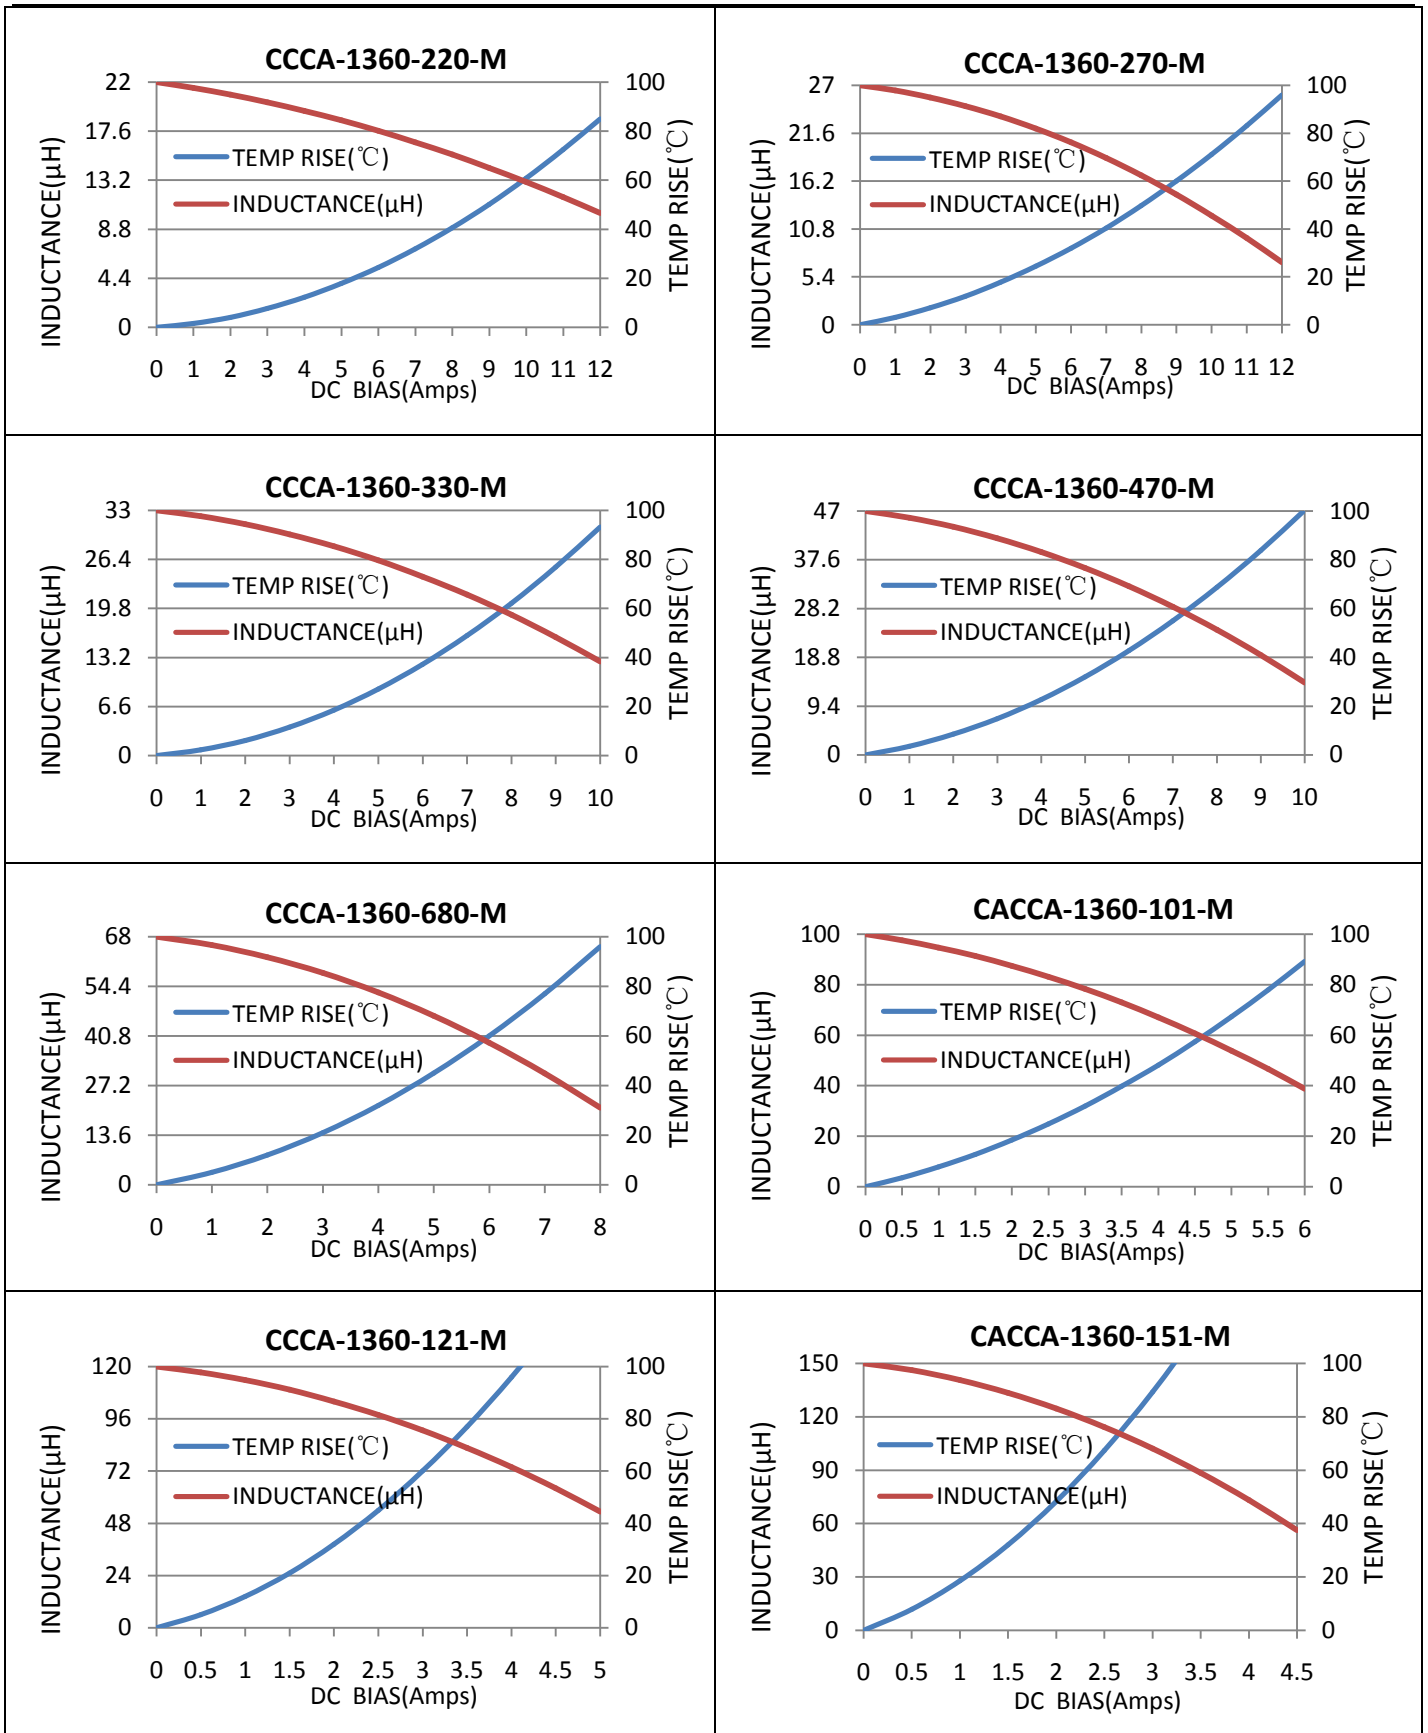 CCCA-1360-220-M
22
17.6
13.2
8.8
4.4
0
INDUCTANCE(μH)
TEMP RISE(℃)
INDUCTANCE(μH)
100
80
60
40
20
0
TEMP RISE(℃)
0 1 2 3 4 5 6 7 8 9 10 11 12
DC BIAS(Amps)
CCCA-1360-270-M
27
21.6
16.2
10.8
5.4
0
INDUCTANCE(μH)
TEMP RISE(℃)
INDUCTANCE(μH)
100
80
60
40
20
0
TEMP RISE(℃)
0 1 2 3 4 5 6 7 8 9 10 11 12
DC BIAS(Amps)
CCCA-1360-330-M
33
26.4
19.8
13.2
6.6
0
INDUCTANCE(μH)
TEMP RISE(℃)
INDUCTANCE(μH)
100
80
60
40
20
0
TEMP RISE(℃)
0 1 2 3 4 5 6 7 8 9 10
DC BIAS(Amps)
CCCA-1360-470-M
47
37.6
28.2
18.8
9.4
0
INDUCTANCE(μH)
TEMP RISE(℃)
INDUCTANCE(μH)
100
80
60
40
20
0
TEMP RISE(℃)
0 1 2 3 4 5 6 7 8 9 10
DC BIAS(Amps)
CCCA-1360-680-M
68
54.4
40.8
27.2
13.6
0
INDUCTANCE(μH)
TEMP RISE(℃)
INDUCTANCE(μH)
100
80
60
40
20
0
TEMP RISE(℃)
0 1 2 3 4 5 6 7 8
DC BIAS(Amps)
CACCA-1360-101-M
100
80
60
40
20
0
INDUCTANCE(μH)
TEMP RISE(℃)
INDUCTANCE(μH)
100
80
60
40
20
0
TEMP RISE(℃)
0 0.5 1 1.5 2 2.5 3 3.5 4 4.5 5 5.5 6
DC BIAS(Amps)
CCCA-1360-121-M
120
96
72
48
24
0
INDUCTANCE(μH)
TEMP RISE(℃)
INDUCTANCE(μH)
100
80
60
40
20
0
TEMP RISE(℃)
0 0.5 1 1.5 2 2.5 3 3.5 4 4.5 5
DC BIAS(Amps)
CACCA-1360-151-M
150
120
90
60
30
0
INDUCTANCE(μH)
TEMP RISE(℃)
INDUCTANCE(μH)
100
80
60
40
20
0
TEMP RISE(℃)
0 0.5 1 1.5 2 2.5 3 3.5 4 4.5
DC BIAS(Amps)